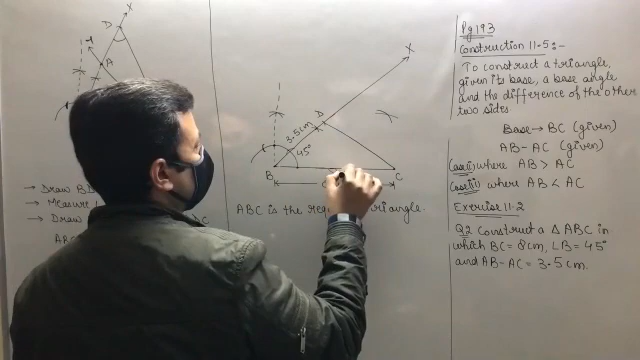 X
D
A
→ Draw BD
→ Measure
→ Draw
C
X
D
3.5cm
45°
B
C
ABC is the triangle.
Pg 193
Construction 11.5:-
To construct a triangle,
given its base, a base angle
and the difference of the other
two sides
Base → BC (given)
AB-AC (given)
(case i) where AB > AC
(case ii) where AB < AC
Exercise 11.2
Q2 Construct a Δ ABC in
which BC = 8cm, ∠B = 45°
and AB-AC = 3.5cm.